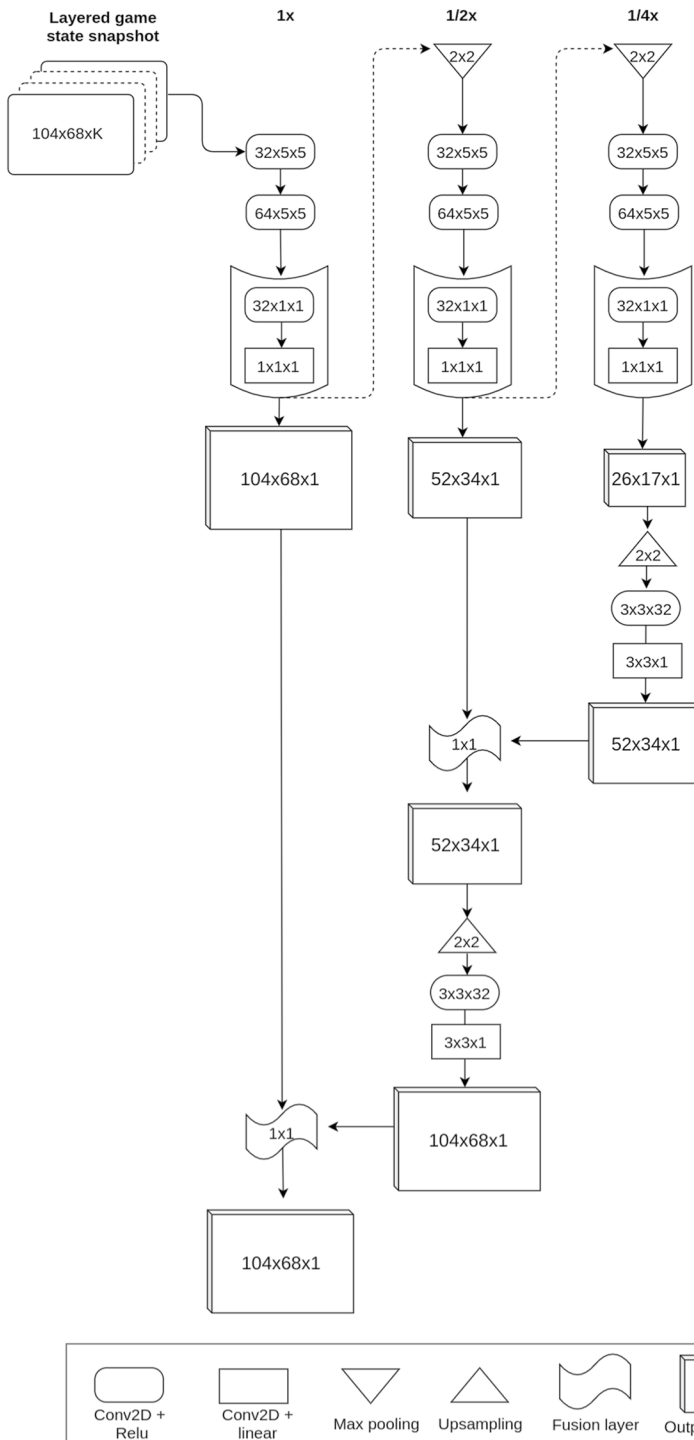 Layered game
state snapshot
1x
1/2x
1/4x
104x68xK
2x2
2x2
32x5x5
32x5x5
32x5x5
64x5x5
64x5x5
64x5x5
32x1x1
32x1x1
32x1x1
1x1x1
1x1x1
1x1x1
104x68x1
52x34x1
26x17x1
2x2
3x3x32
3x3x1
1x1
52x34x1
52x34x1
2x2
3x3x32
3x3x1
1x1
104x68x1
104x68x1
Conv2D +
Relu
Conv2D +
linear
Max pooling
Upsampling
Fusion layer